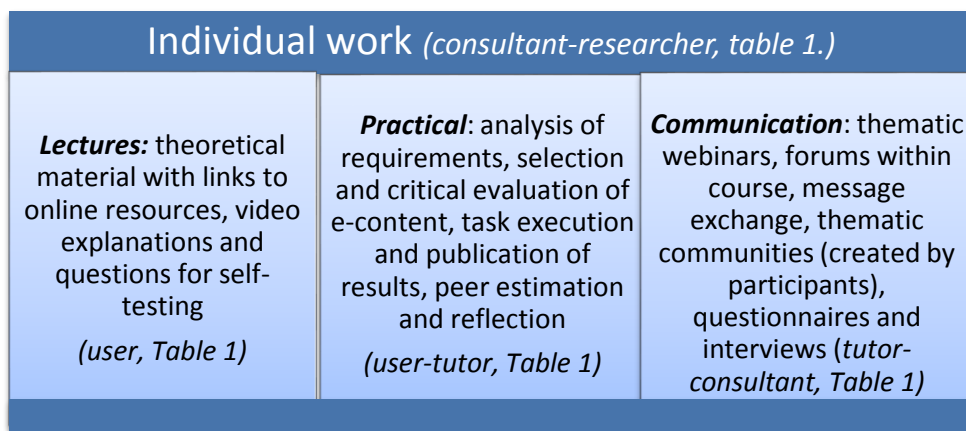 Individual work (consultant-researcher, table 1.)
Lectures: theoretical
material with links to
online resources, video
explanations and
questions for self-
testing
(user, Table 1)
Practical: analysis of
requirements, selection
and critical evaluation of
e-content, task execution
and publication of
results, peer estimation
and reflection
(user-tutor, Table 1)
Communication: thematic
webinars, forums within
course, message
exchange, thematic
communities (created by
participants),
questionnaires and
interviews (tutor-
consultant, Table 1)